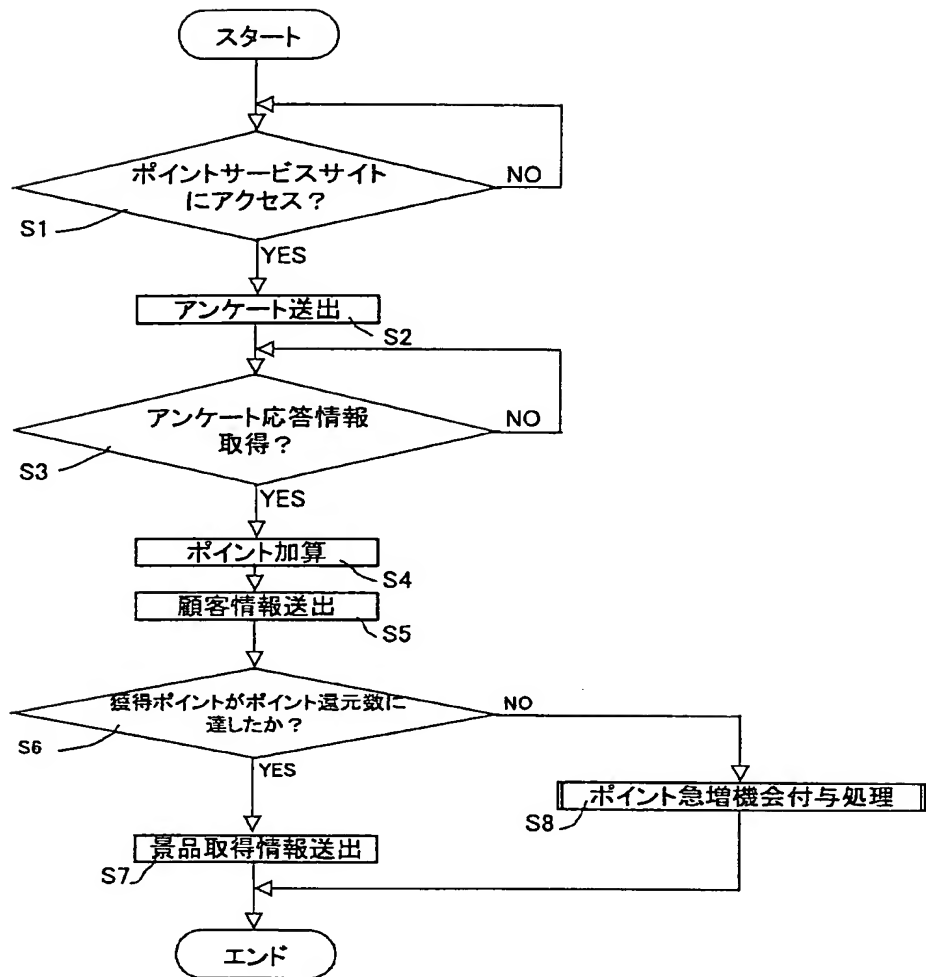 スタート
ポイントサービスサイト
にアクセス?
NO
S1
YES
アンケート送出
S2
アンケート応答情報
取得?
NO
S3
YES
ポイント加算
S4
顧客情報送出
S5
獲得ポイントがポイント還元数に
達したか?
NO
S6
YES
ポイント急増機会付与処理
S8
景品取得情報送出
S7
エンド